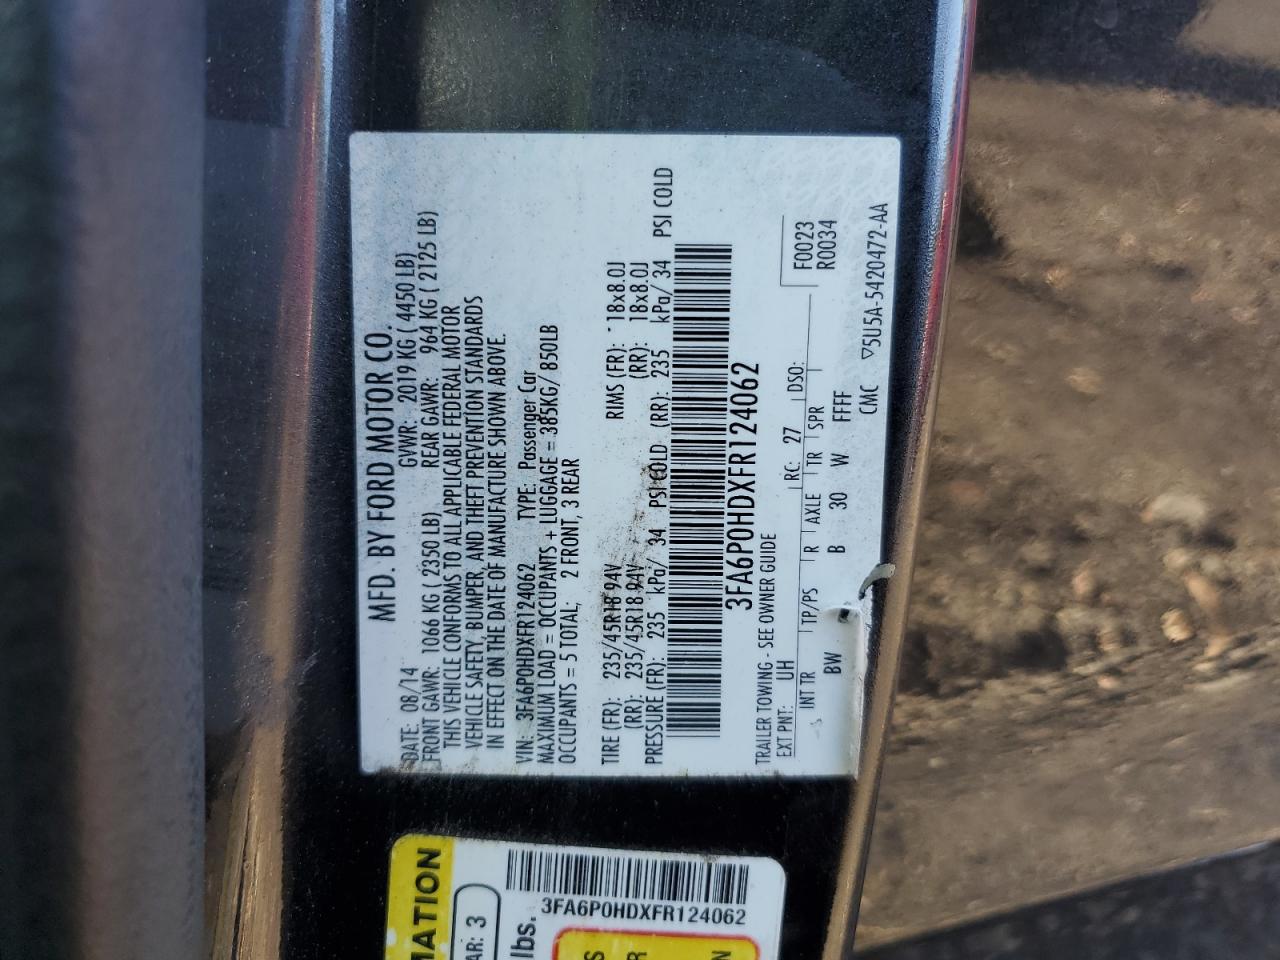 MFD. BY FORD MOTOR CO.
DATE: 08/14 GVWR: 2019 KG ( 4450 LB)
FRONT GAWR: 1066 KG ( 2350 LB) REAR GAWR: 964 KG ( 2125 LB)
THIS VEHICLE CONFORMS TO ALL APPLICABLE FEDERAL MOTOR
VEHICLE SAFETY, BUMPER, AND THEFT PREVENTION STANDARDS
IN EFFECT ON THE DATE OF MANUFACTURE SHOWN ABOVE.
VIN: 3FA6P0HDXFR124062 TYPE: Passenger Car
MAXIMUM LOAD = OCCUPANTS + LUGGAGE = 385KG/ 850LB
OCCUPANTS = 5 TOTAL; 2 FRONT, 3 REAR
TIRE (FR): 235/45R18 94V RIMS (FR): 18x8.0J
(RR): 235/45R18 94V (RR): 18x8.0J
PRESSURE (FR): 235 kPa/ 34 PSI COLD (RR): 235 kPa/ 34 PSI COLD
3FA6P0HDXFR124062
TRAILER TOWING - SEE OWNER GUIDE
EXT PNT: UH RC: 27 DSO: F0023
INT TR TP/PS R AXLE TR SPR R0034
BW B 30 W FFFF
CMC ▽5U5A-5420472-AA
MATION
AR: 3
lbs.
3FA6P0HDXFR124062